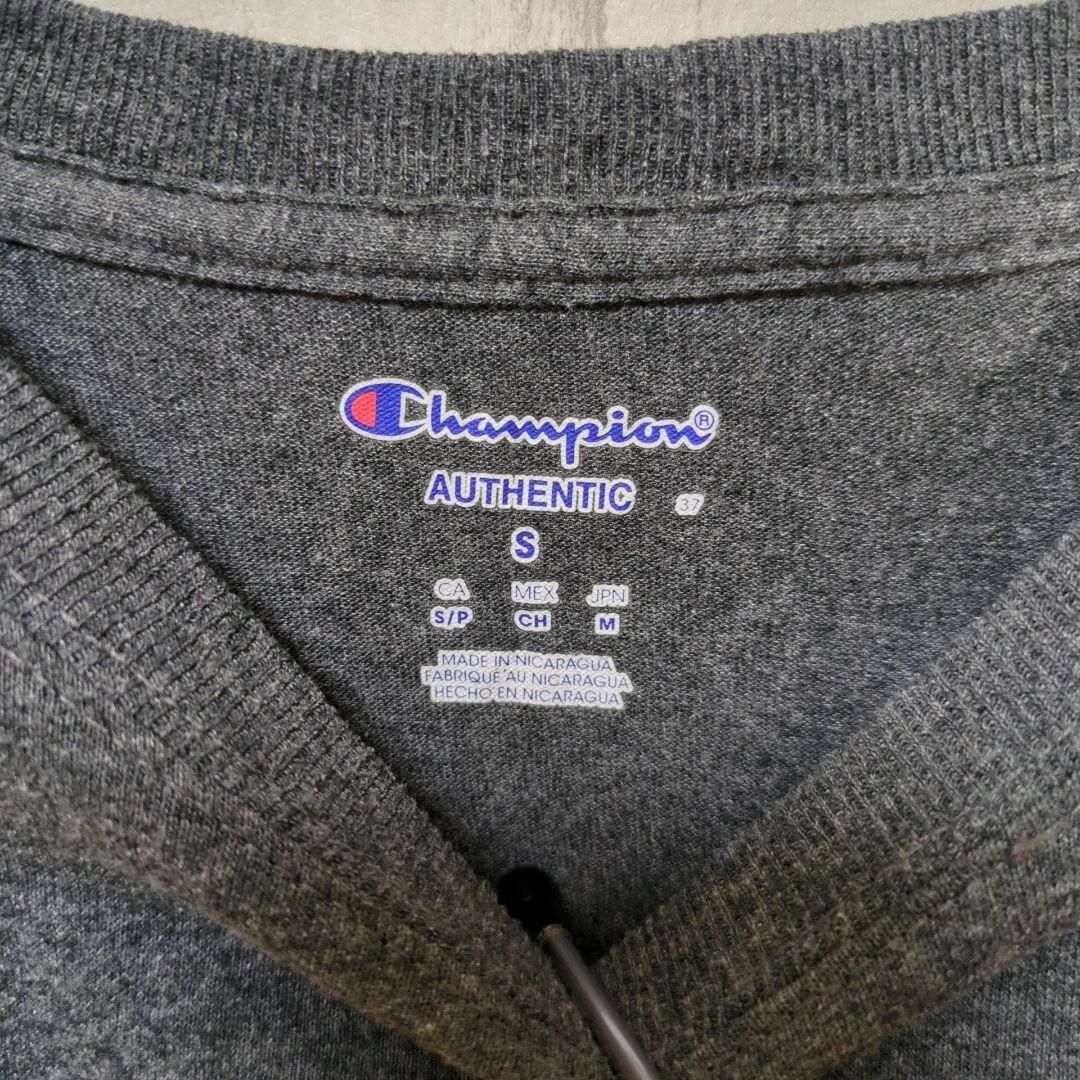 Champion®
AUTHENTIC 37
S
CA MEX JPN
S/P CH M
MADE IN NICARAGUA
FABRIQUÉ AU NICARAGUA
HECHO EN NICARAGUA